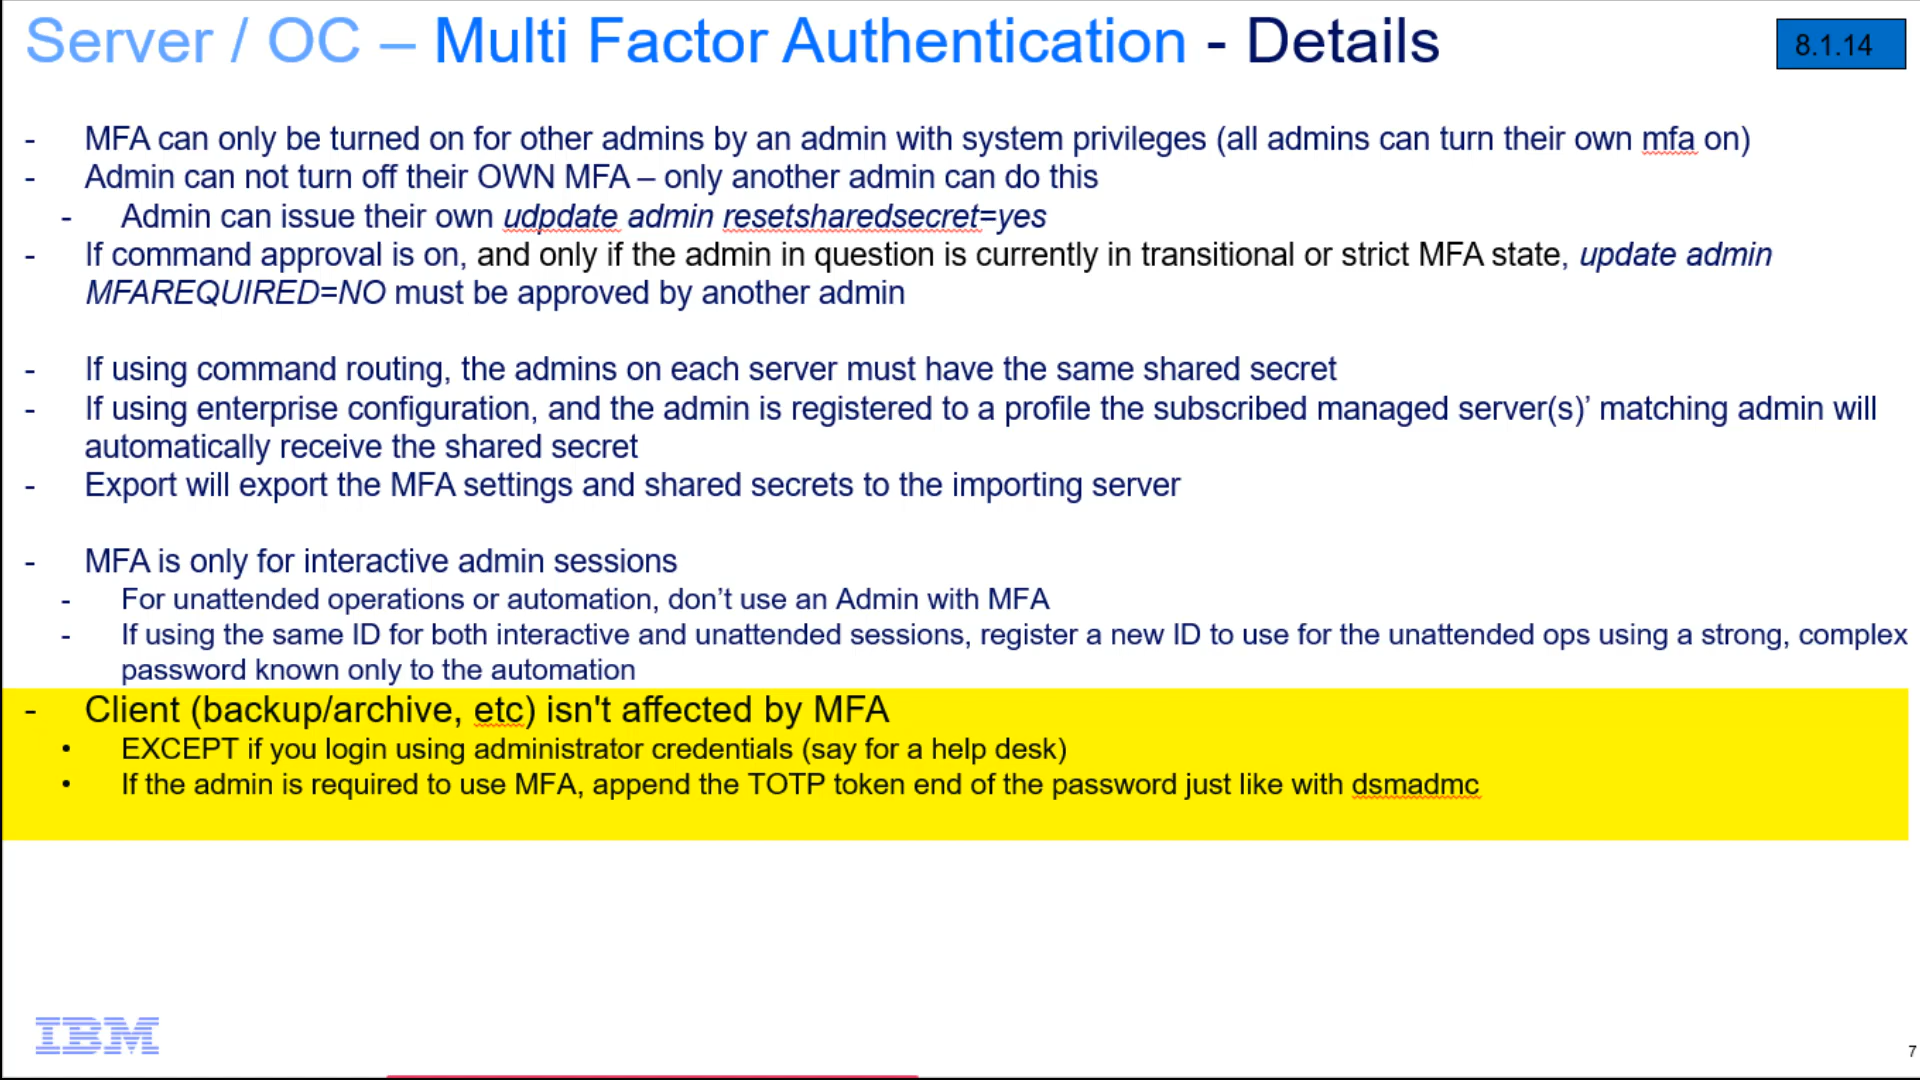 Server / OC – Multi Factor Authentication - Details
8.1.14
- MFA can only be turned on for other admins by an admin with system privileges (all admins can turn their own mfa on)
- Admin can not turn off their OWN MFA – only another admin can do this
- Admin can issue their own udpdate admin resetsharedsecret=yes
- If command approval is on, and only if the admin in question is currently in transitional or strict MFA state, update admin
MFAREQUIRED=NO must be approved by another admin
- If using command routing, the admins on each server must have the same shared secret
- If using enterprise configuration, and the admin is registered to a profile the subscribed managed server(s)’ matching admin will
automatically receive the shared secret
- Export will export the MFA settings and shared secrets to the importing server
- MFA is only for interactive admin sessions
- For unattended operations or automation, don’t use an Admin with MFA
- If using the same ID for both interactive and unattended sessions, register a new ID to use for the unattended ops using a strong, complex
password known only to the automation
- Client (backup/archive, etc) isn't affected by MFA
• EXCEPT if you login using administrator credentials (say for a help desk)
• If the admin is required to use MFA, append the TOTP token end of the password just like with dsmadmc
IBM
7